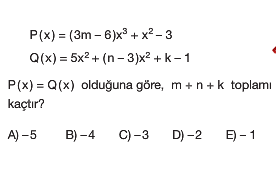 P(x) = (3m – 6)x³ + x² – 3
Q(x) = 5x² + (n – 3)x² + k – 1
P(x) = Q(x) olduğuna göre, m + n + k toplamı
kaçtır?
A) –5 B) –4 C) –3 D) –2 E) –1